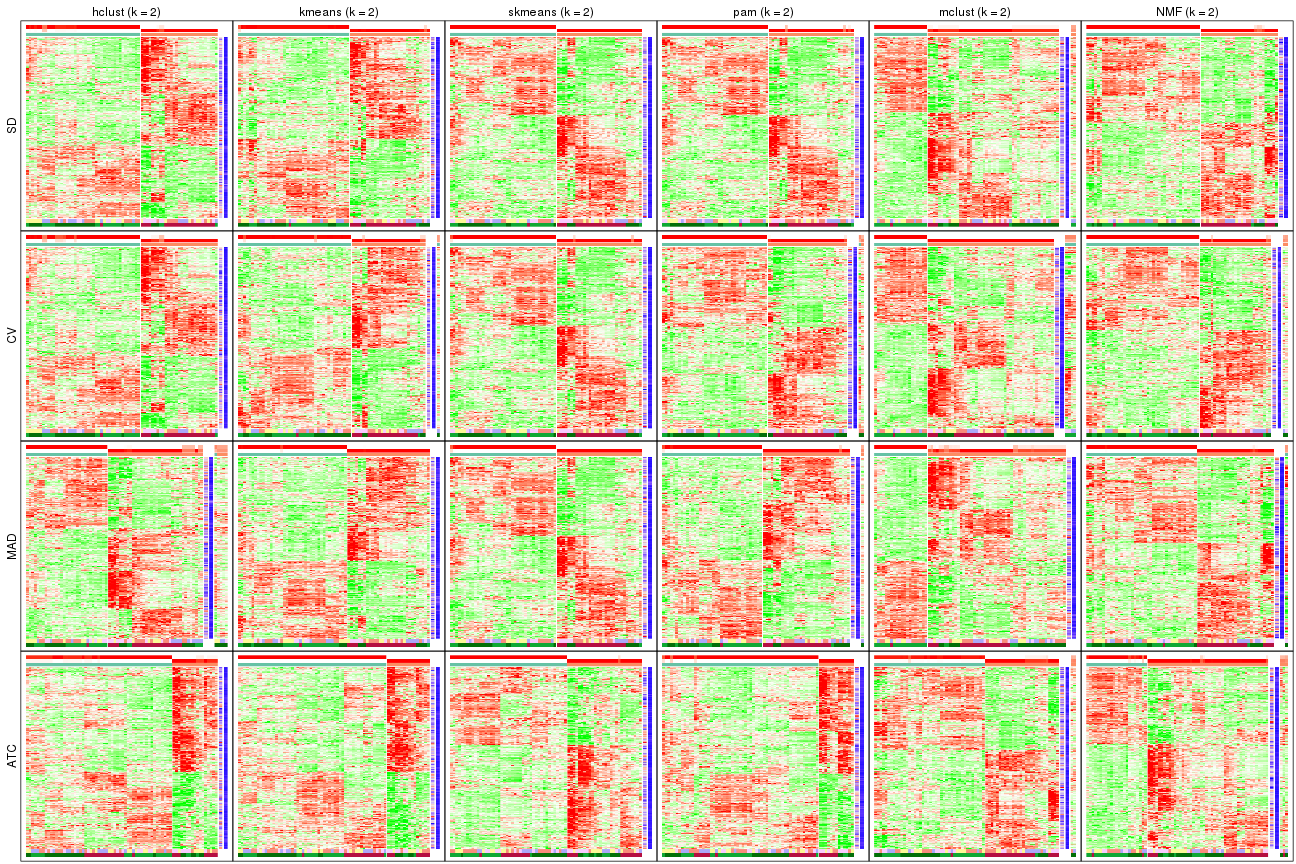 hclust (k = 2) kmeans (k = 2) skmeans (k = 2) pam (k = 2) mclust (k = 2) NMF (k = 2)
SD
CV
MAD
ATC